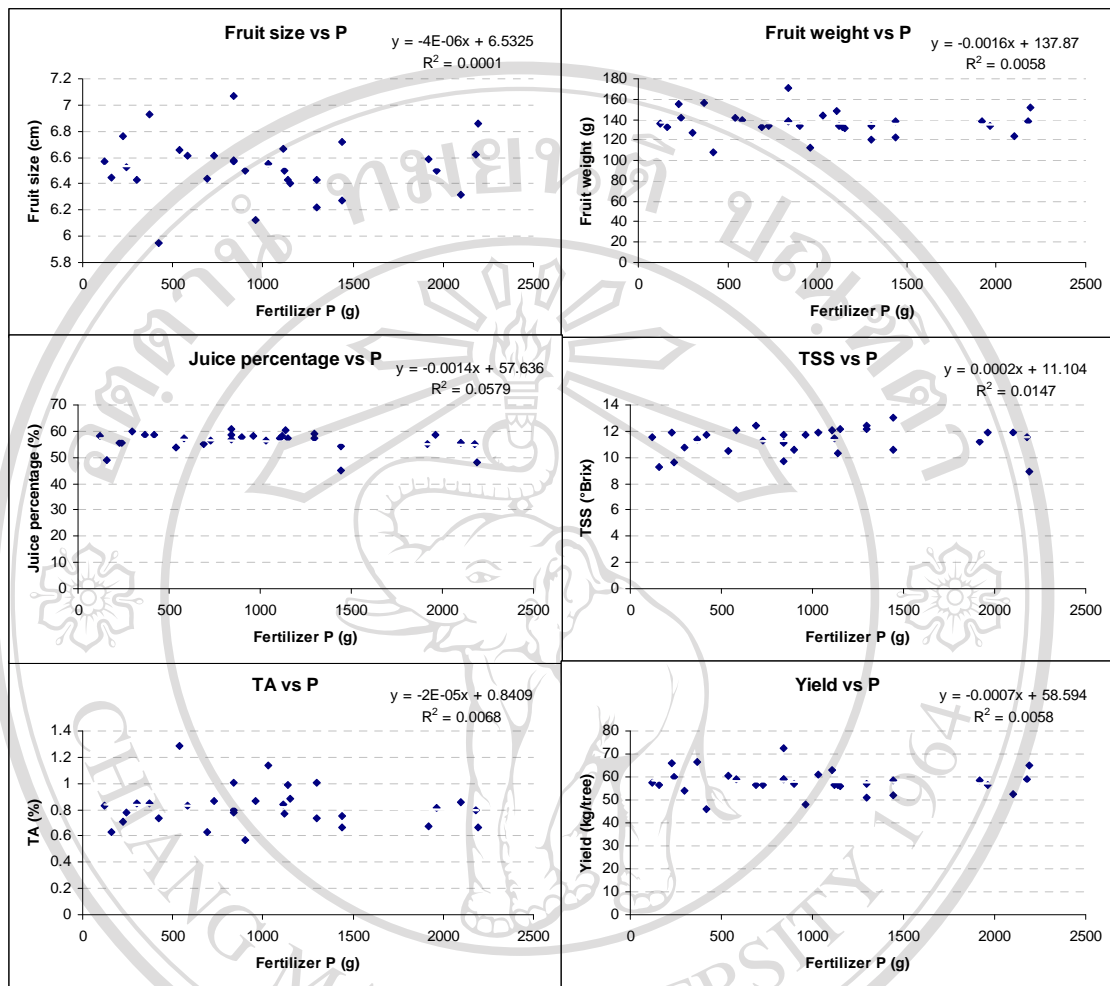 Fruit size vs P
y = -4E-06x + 6.5325
R² = 0.0001
Fruit size (cm)
7.2
7
6.8
6.6
6.4
6.2
6
5.8
0 500 1000 1500 2000 2500
Fertilizer P (g)
Fruit weight vs P
y = -0.0016x + 137.87
R² = 0.0058
Fruit weight (g)
180
160
140
120
100
80
60
40
20
0
0 500 1000 1500 2000 2500
Fertilizer P (g)
Juice percentage vs P
y = -0.0014x + 57.636
R² = 0.0579
Juice percentage (%)
70
60
50
40
30
20
10
0
0 500 1000 1500 2000 2500
Fertilizer P (g)
TSS vs P
y = 0.0002x + 11.104
R² = 0.0147
TSS (°Brix)
14
12
10
8
6
4
2
0
0 500 1000 1500 2000 2500
Fertilizer P (g)
TA vs P
y = -2E-05x + 0.8409
R² = 0.0068
TA (%)
1.4
1.2
1
0.8
0.6
0.4
0.2
0
0 500 1000 1500 2000 2500
Fertilizer P (g)
Yield vs P
y = -0.0007x + 58.594
R² = 0.0058
Yield (kg/tree)
80
70
60
50
40
30
20
10
0
0 500 1000 1500 2000 2500
Fertilizer P (g)
1964